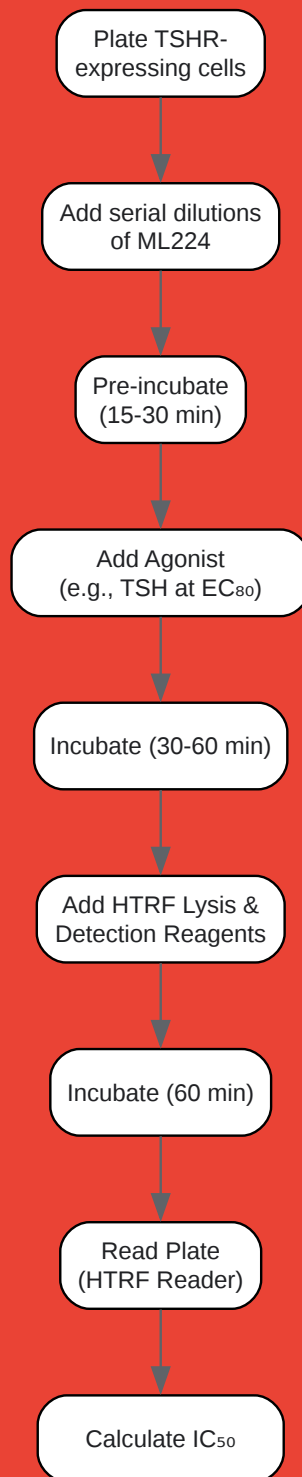 Plate TSHR-
expressing cells
Add serial dilutions
of ML224
Pre-incubate
(15-30 min)
Add Agonist
(e.g., TSH at EC₈₀)
Incubate (30-60 min)
Add HTRF Lysis &
Detection Reagents
Incubate (60 min)
Read Plate
(HTRF Reader)
Calculate IC₅₀